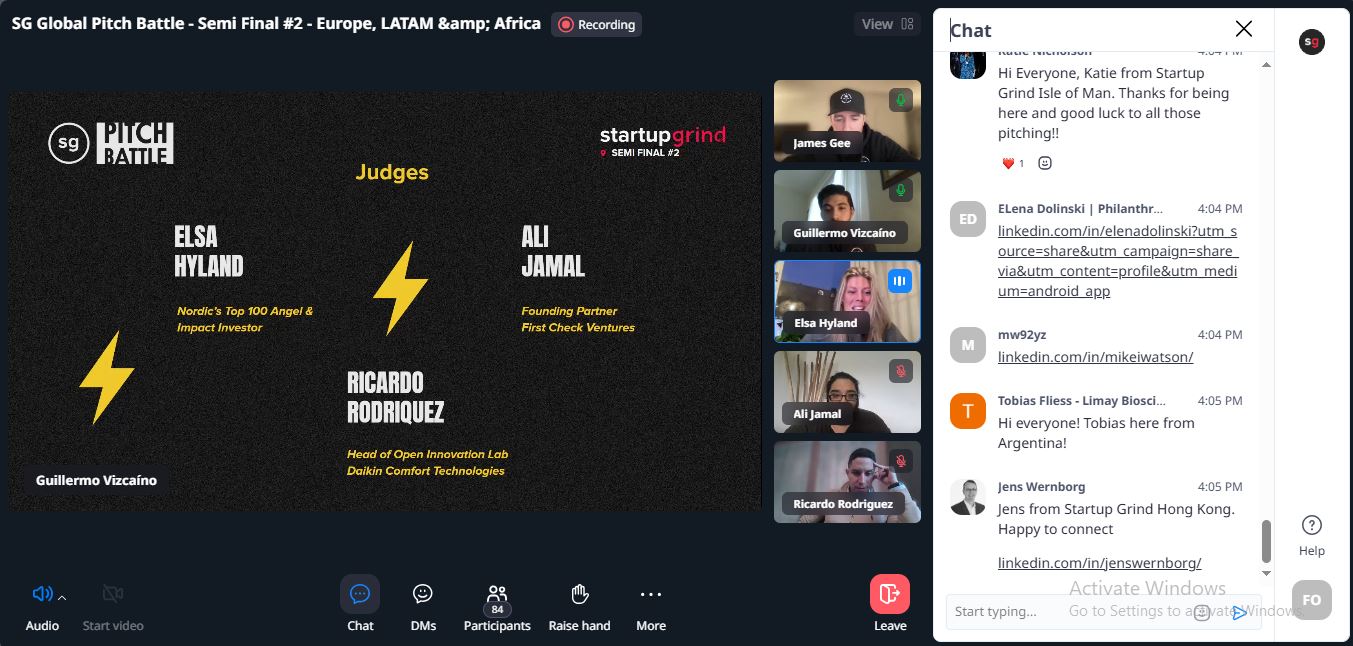 SG Global Pitch Battle - Semi Final #2 - Europe, LATAM &amp; Africa
Recording
View
sg
PITCH
BATTLE
startupgrind
SEMI FINAL #2
Judges
ELSA
HYLAND
Nordic's Top 100 Angel &
Impact Investor
ALI
JAMAL
Founding Partner
First Check Ventures
RICARDO
RODRIQUEZ
Head of Open Innovation Lab
Daikin Comfort Technologies
Guillermo Vizcaíno
James Gee
Guillermo Vizcaíno
Elsa Hyland
Ali Jamal
Ricardo Rodriguez
Audio
Start video
Chat
DMs
84
Participants
Raise hand
More
Leave
Chat
Katie Nicholson
4:04 PM
Hi Everyone, Katie from Startup
Grind Isle of Man. Thanks for being
here and good luck to all those
pitching!!
1
ED
ELena Dolinski | Philanthr...
4:04 PM
linkedin.com/in/elenadolinski?utm_s
ource=share&utm_campaign=share_
via&utm_content=profile&utm_medi
um=android_app
M
mw92yz
4:04 PM
linkedin.com/in/mikeiwatson/
T
Tobias Fliess - Limay Biosci...
4:05 PM
Hi everyone! Tobias here from
Argentina!
Jens Wernborg
4:05 PM
Jens from Startup Grind Hong Kong.
Happy to connect
linkedin.com/in/jenswernborg/
Start typing...
Activate Windows
Go to Settings to activate Windows.
sg
Help
FO